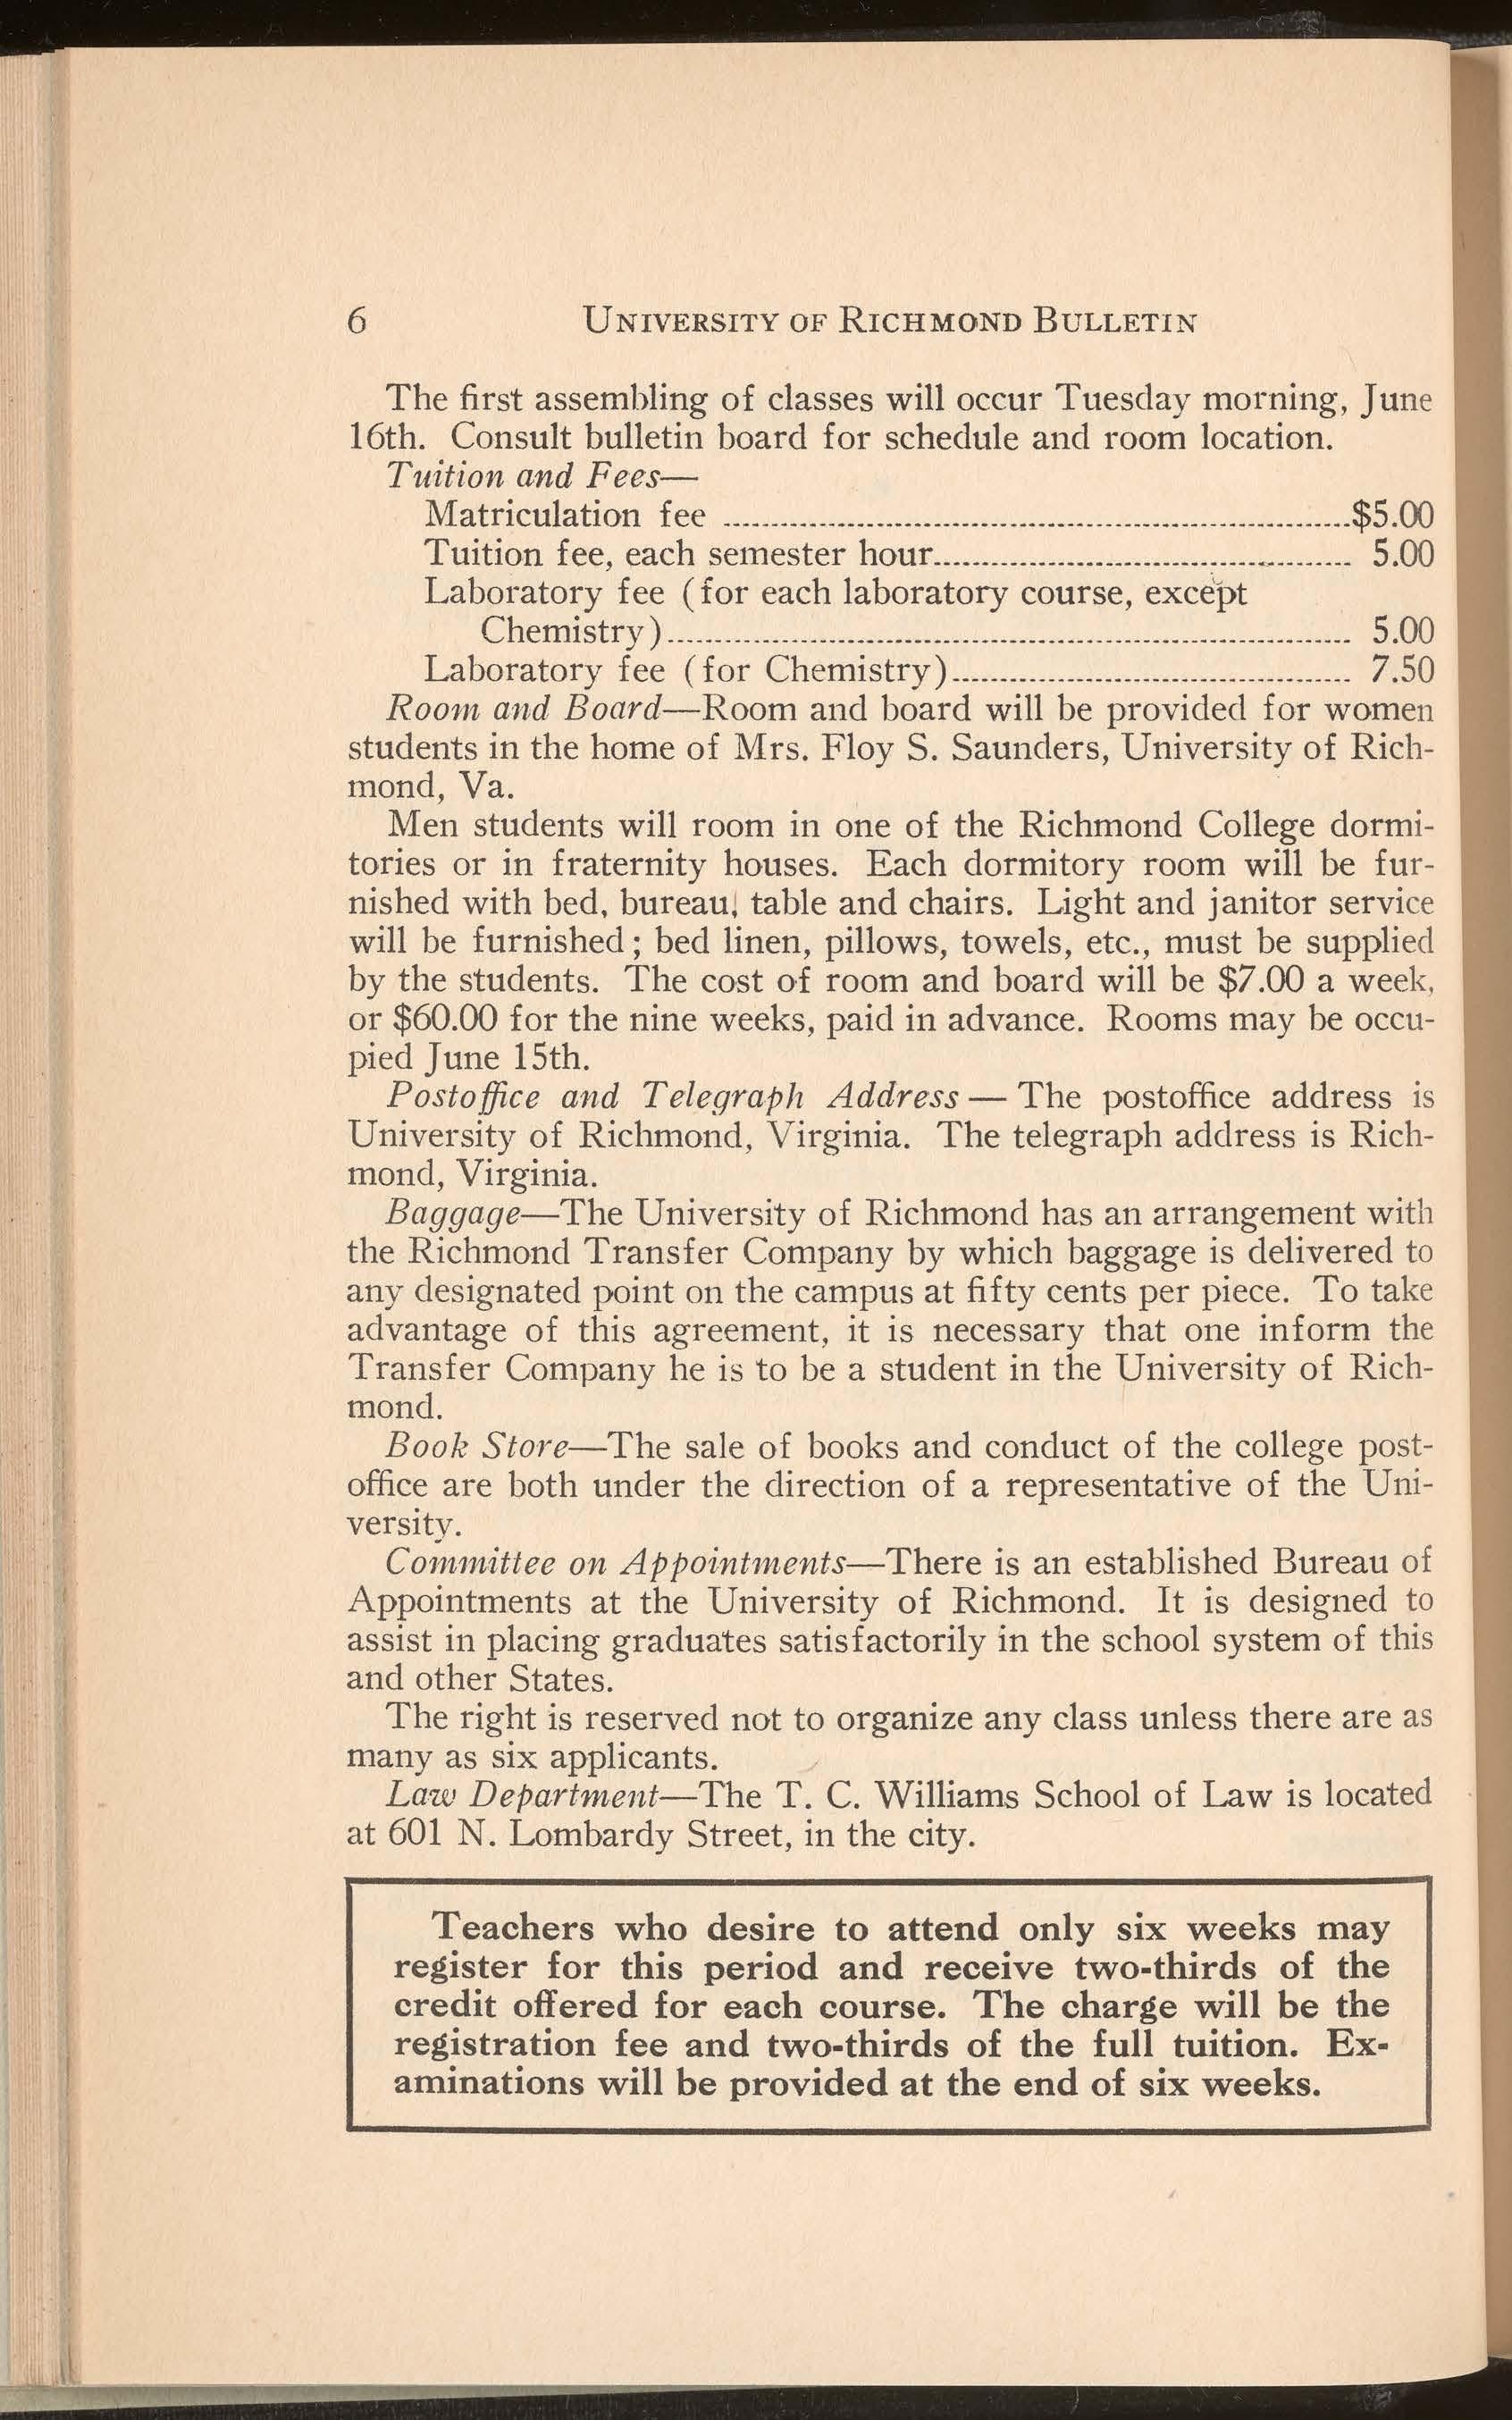 6 UNIVERSITY OF RICHMOND BULLETIN
The first assembling of classes will occur Tuesday morning, June
16th. Consult bulletin board for schedule and room location.
Tuition and Fees—
Matriculation fee ........................................ $5.00
Tuition fee, each semester hour........................................ 5.00
Laboratory fee (for each laboratory course, except
Chemistry)........................................ 5.00
Laboratory fee (for Chemistry)........................................ 7.50
Room and Board—Room and board will be provided for women
students in the home of Mrs. Floy S. Saunders, University of Rich-
mond, Va.
Men students will room in one of the Richmond College dormi-
tories or in fraternity houses. Each dormitory room will be fur-
nished with bed, bureau, table and chairs. Light and janitor service
will be furnished; bed linen, pillows, towels, etc., must be supplied
by the students. The cost of room and board will be $7.00 a week,
or $60.00 for the nine weeks, paid in advance. Rooms may be occu-
pied June 15th.
Postoffice and Telegraph Address — The postoffice address is
University of Richmond, Virginia. The telegraph address is Rich-
mond, Virginia.
Baggage—The University of Richmond has an arrangement with
the Richmond Transfer Company by which baggage is delivered to
any designated point on the campus at fifty cents per piece. To take
advantage of this agreement, it is necessary that one inform the
Transfer Company he is to be a student in the University of Rich-
mond.
Book Store—The sale of books and conduct of the college post-
office are both under the direction of a representative of the Uni-
versity.
Committee on Appointments—There is an established Bureau of
Appointments at the University of Richmond. It is designed to
assist in placing graduates satisfactorily in the school system of this
and other States.
The right is reserved not to organize any class unless there are as
many as six applicants.
Law Department—The T. C. Williams School of Law is located
at 601 N. Lombardy Street, in the city.
Teachers who desire to attend only six weeks may
register for this period and receive two-thirds of the
credit offered for each course. The charge will be the
registration fee and two-thirds of the full tuition. Ex-
aminations will be provided at the end of six weeks.